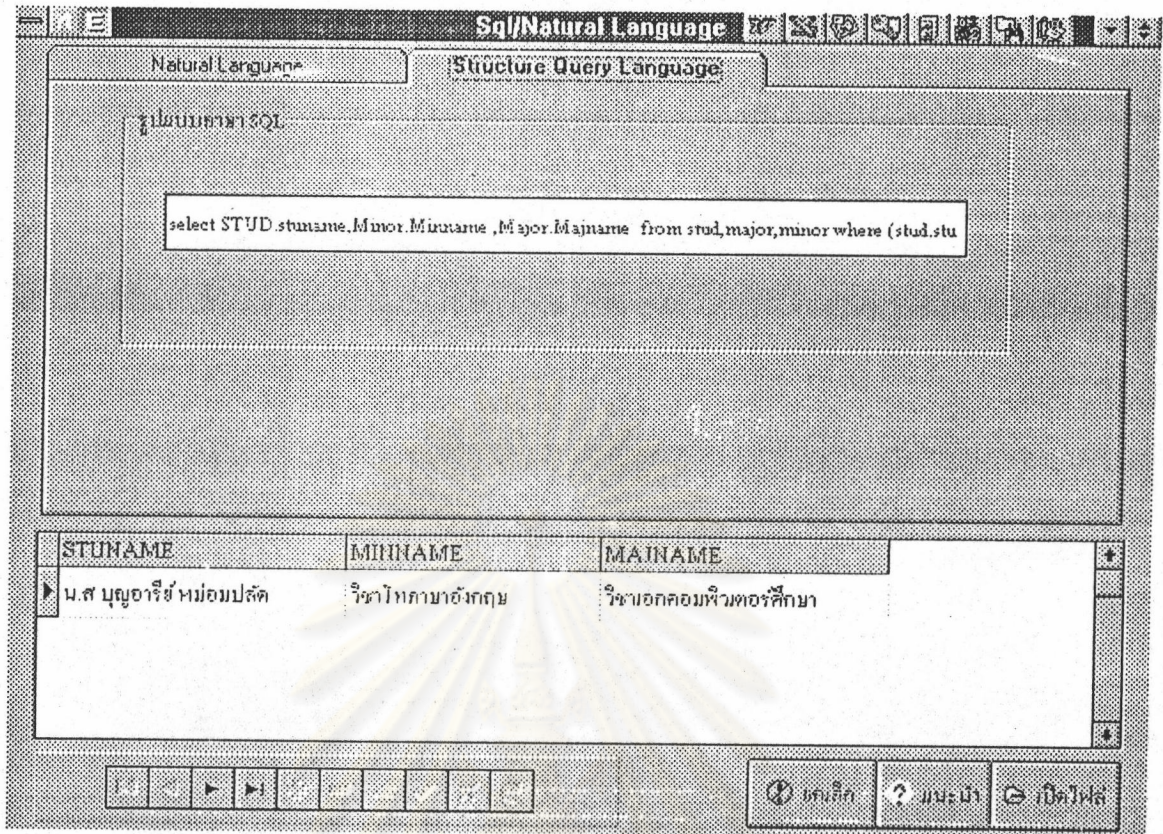 Sql/Natural Language
Natural Language
Structure Query Language
รูปแบบภาษา SQL
select STUD.stuname,Minor.Minname ,Major.Majname from stud,major,minor where (stud.stu
STUNAME MINNAME MAJNAME
น.ส บุญอารีย์ หม่อมปลัด วิชาโทภาษาอังกฤษ วิชาเอกคอมพิวเตอร์ศึกษา
ยกเลิก แนะนำ เปิดไฟล์